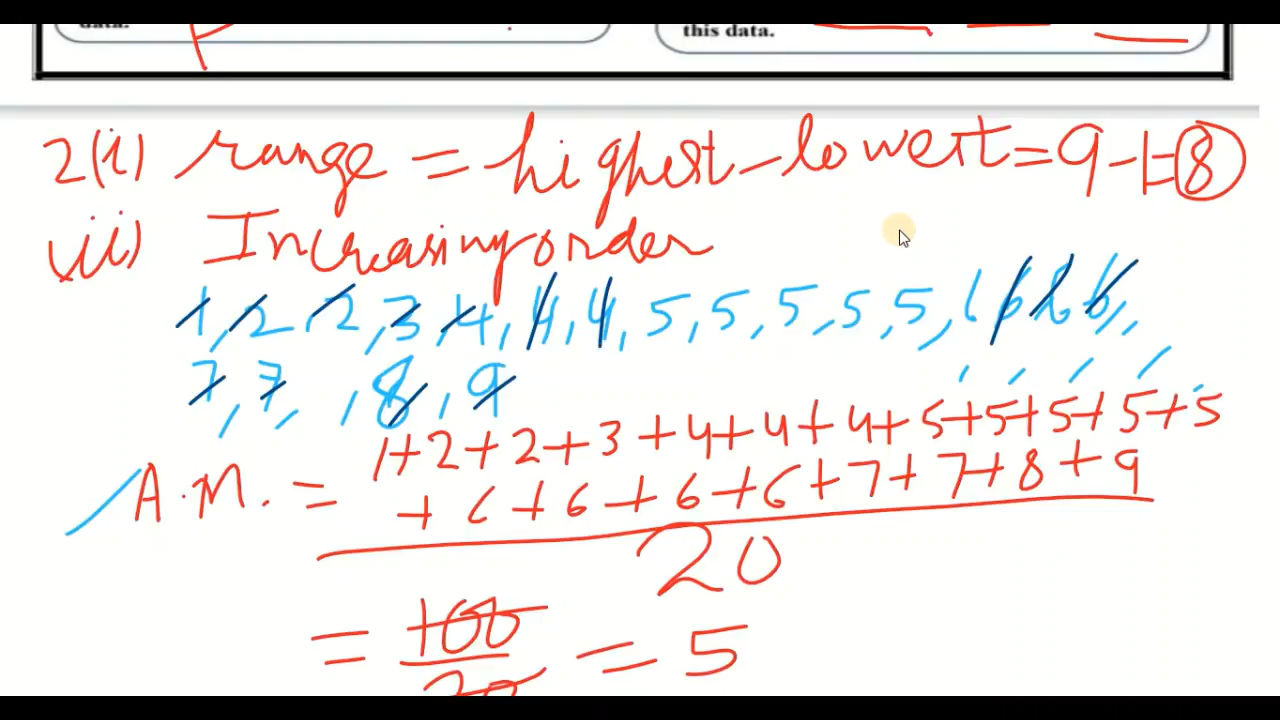 data.
this data.
2(i) range = highest - lowest = 9 - 1 = 8
(ii) Increasing order
1, 2, 2, 3, 4, 4, 4, 5, 5, 5, 5, 5, 6 6 6 6,,
7, 7, , 8, 9
1+2+2+3+4+4+4+5+5+5+5+5
A.M. = +6+6+6+6+7+7+8+9
20
= 100/20 = 5